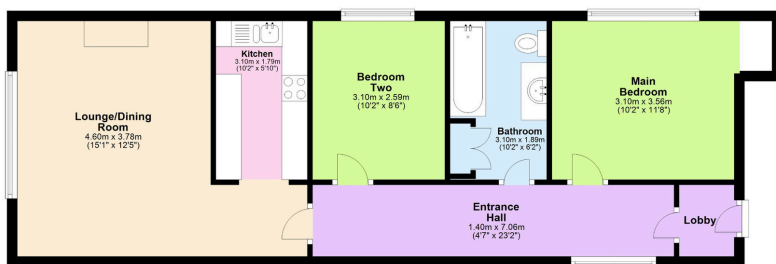 Lounge/Dining
Room
4.60m x 3.78m
(15'1" x 12'5")
Kitchen
3.10m x 1.79m
(10'2" x 5'10")
Bedroom
Two
3.10m x 2.59m
(10'2" x 8'6")
Bathroom
3.10m x 1.89m
(10'2" x 6'2")
Main
Bedroom
3.10m x 3.56m
(10'2" x 11'8")
Entrance
Hall
1.40m x 7.06m
(4'7" x 23'2")
Lobby